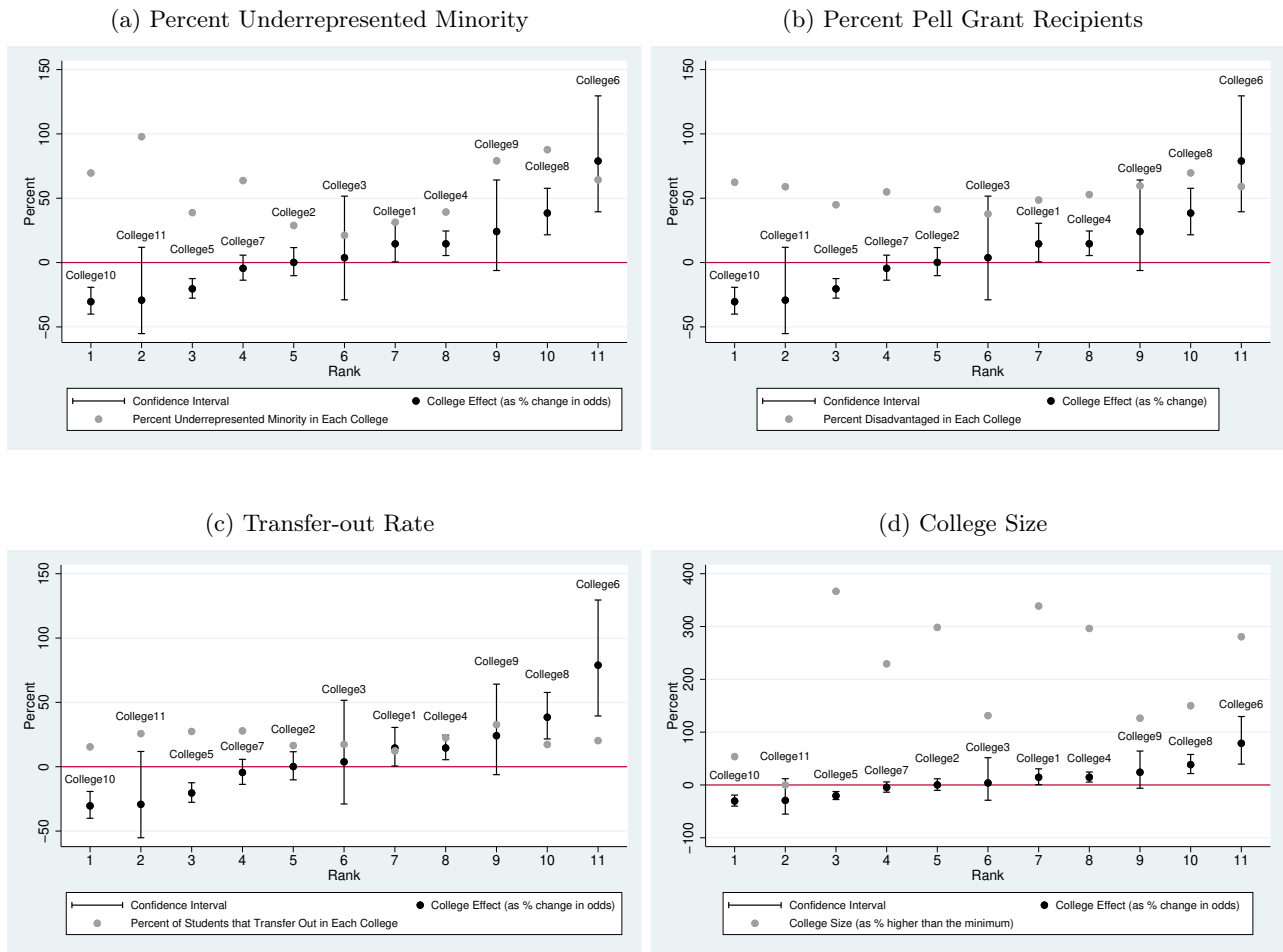 (a) Percent Underrepresented Minority
150
100
50
0
−50
Percent
College10
College11
College5
College7
College2
College3
College1
College4
College9
College8
College6
1 2 3 4 5 6 7 8 9 10 11
Rank
Confidence Interval College Effect (as % change in odds)
Percent Underrepresented Minority in Each College
(b) Percent Pell Grant Recipients
150
100
50
0
−50
Percent
College10
College11
College5
College7
College2
College3
College1
College4
College9
College8
College6
1 2 3 4 5 6 7 8 9 10 11
Rank
Confidence Interval College Effect (as % change)
Percent Disadvantaged in Each College
(c) Transfer-out Rate
150
100
50
0
−50
Percent
College10
College11
College5
College7
College2
College3
College1
College4
College9
College8
College6
1 2 3 4 5 6 7 8 9 10 11
Rank
Confidence Interval College Effect (as % change in odds)
Percent of Students that Transfer Out in Each College
(d) College Size
400
300
200
100
0
−100
Percent
College10
College11
College5
College7
College2
College3
College1
College4
College9
College8
College6
1 2 3 4 5 6 7 8 9 10 11
Rank
Confidence Interval College Effect (as % change in odds)
College Size (as % higher than the minimum)